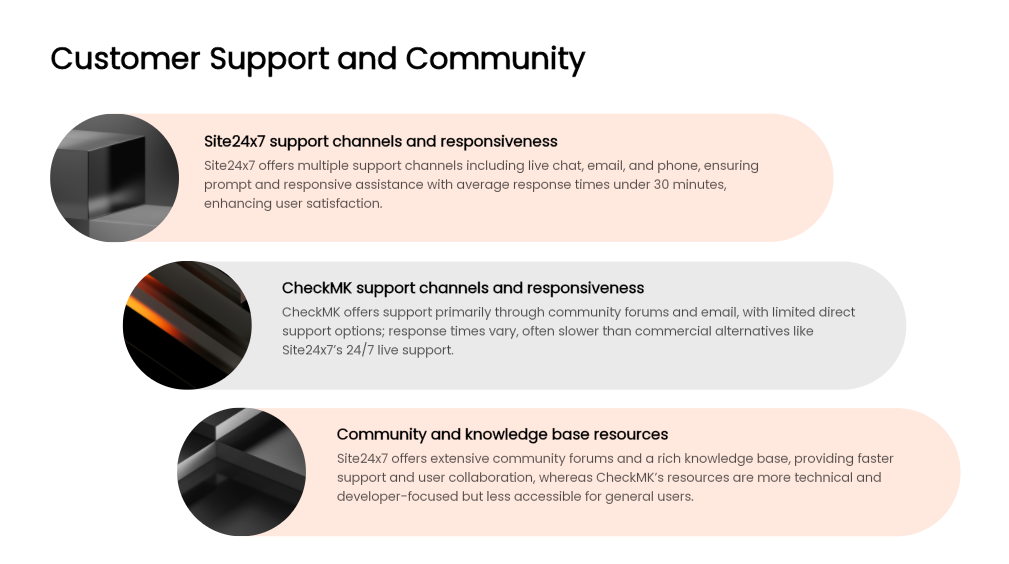 Customer Support and Community
Site24x7 support channels and responsiveness
Site24x7 offers multiple support channels including live chat, email, and phone, ensuring
prompt and responsive assistance with average response times under 30 minutes,
enhancing user satisfaction.
CheckMK support channels and responsiveness
CheckMK offers support primarily through community forums and email, with limited direct
support options; response times vary, often slower than commercial alternatives like
Site24x7’s 24/7 live support.
Community and knowledge base resources
Site24x7 offers extensive community forums and a rich knowledge base, providing faster
support and user collaboration, whereas CheckMK’s resources are more technical and
developer-focused but less accessible for general users.